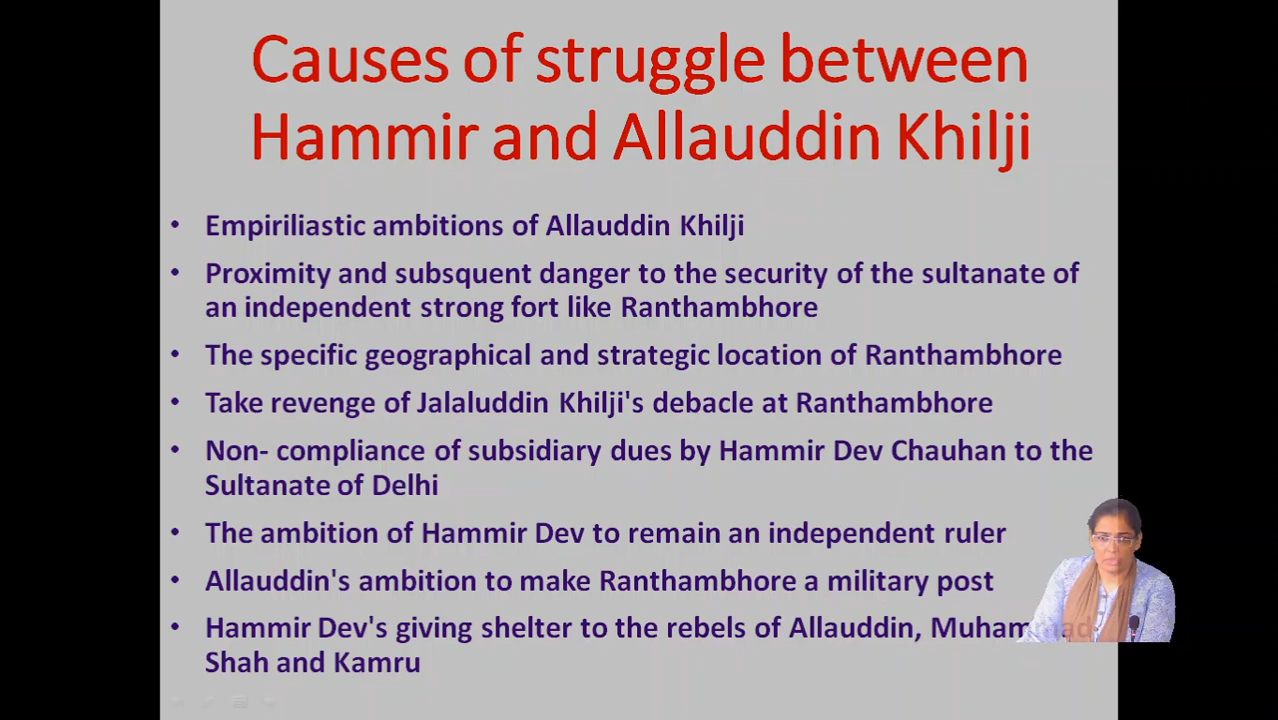 Causes of struggle between
Hammir and Allauddin Khilji
• Empiriliastic ambitions of Allauddin Khilji
• Proximity and subsquent danger to the security of the sultanate of
an independent strong fort like Ranthambhore
• The specific geographical and strategic location of Ranthambhore
• Take revenge of Jalaluddin Khilji's debacle at Ranthambhore
• Non- compliance of subsidiary dues by Hammir Dev Chauhan to the
Sultanate of Delhi
• The ambition of Hammir Dev to remain an independent ruler
• Allauddin's ambition to make Ranthambhore a military post
• Hammir Dev's giving shelter to the rebels of Allauddin, Muhammad
Shah and Kamru